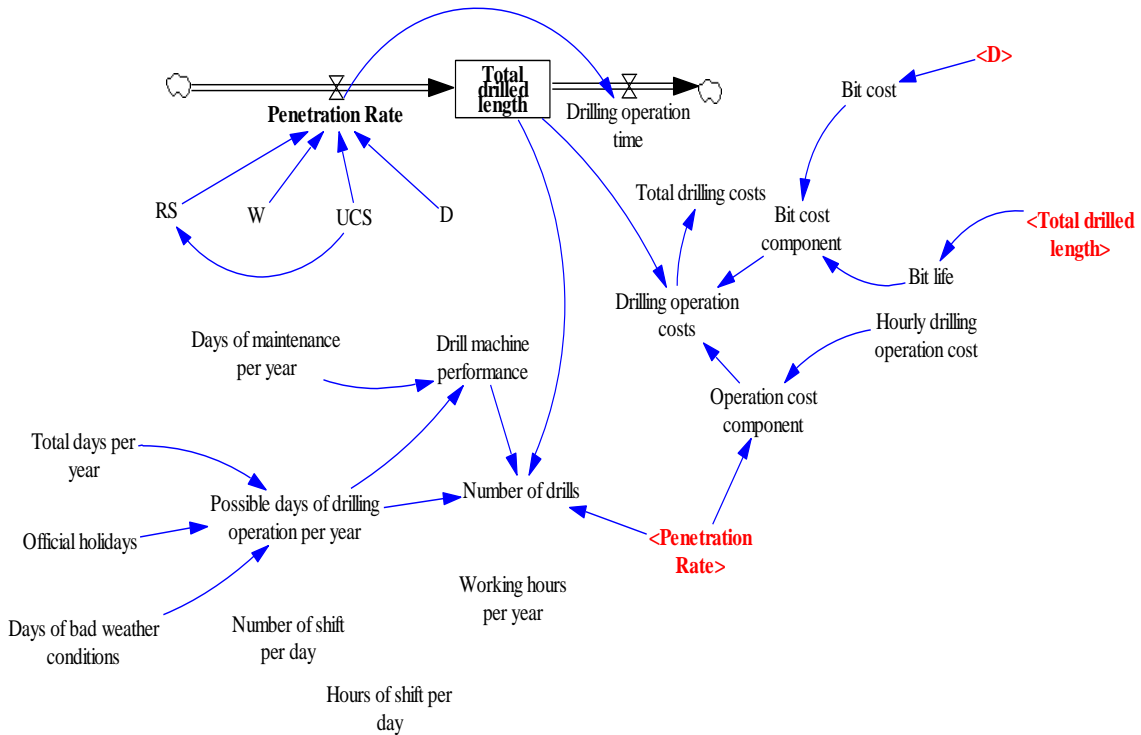 Total
drilled
length
Penetration Rate
Drilling operation
time
<D>
Bit cost
RS
W
UCS
D
Total drilling costs
Bit cost
component
<Total drilled
length>
Bit life
Drilling operation
costs
Hourly drilling
operation cost
Days of maintenance
per year
Drill machine
performance
Operation cost
component
Total days per
year
Possible days of drilling
operation per year
Number of drills
Official holidays
<Penetration
Rate>
Working hours
per year
Days of bad weather
conditions
Number of shift
per day
Hours of shift per
day